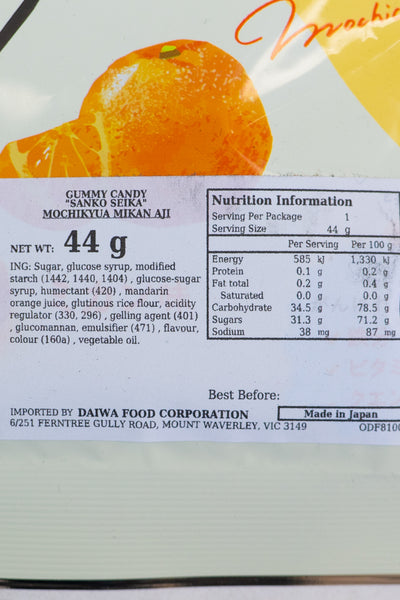 mochi
GUMMY CANDY
"SANKO SEIKA"
MOCHIKYUA MIKAN AJI
NET WT: 44 g
ING: Sugar, glucose syrup, modified
starch (1442, 1440, 1404) , glucose-sugar
syrup, humectant (420) , mandarin
orange juice, glutinous rice flour, acidity
regulator (330, 296) , gelling agent (401)
, glucomannan, emulsifier (471) , flavour,
colour (160a) , vegetable oil.
Nutrition Information
Serving Per Package 1
Serving Size 44 g
Per Serving Per 100 g
Energy 585 kJ 1,330 kJ
Protein 0.1 g 0.2 g
Fat total 0.2 g 0.4 g
Saturated 0.0 g 0.0 g
Carbohydrate 34.5 g 78.5 g
Sugars 31.3 g 71.2 g
Sodium 38 mg 87 mg
Best Before:
IMPORTED BY DAIWA FOOD CORPORATION
6/251 FERNTREE GULLY ROAD, MOUNT WAVERLEY, VIC 3149
Made in Japan
ODF8100